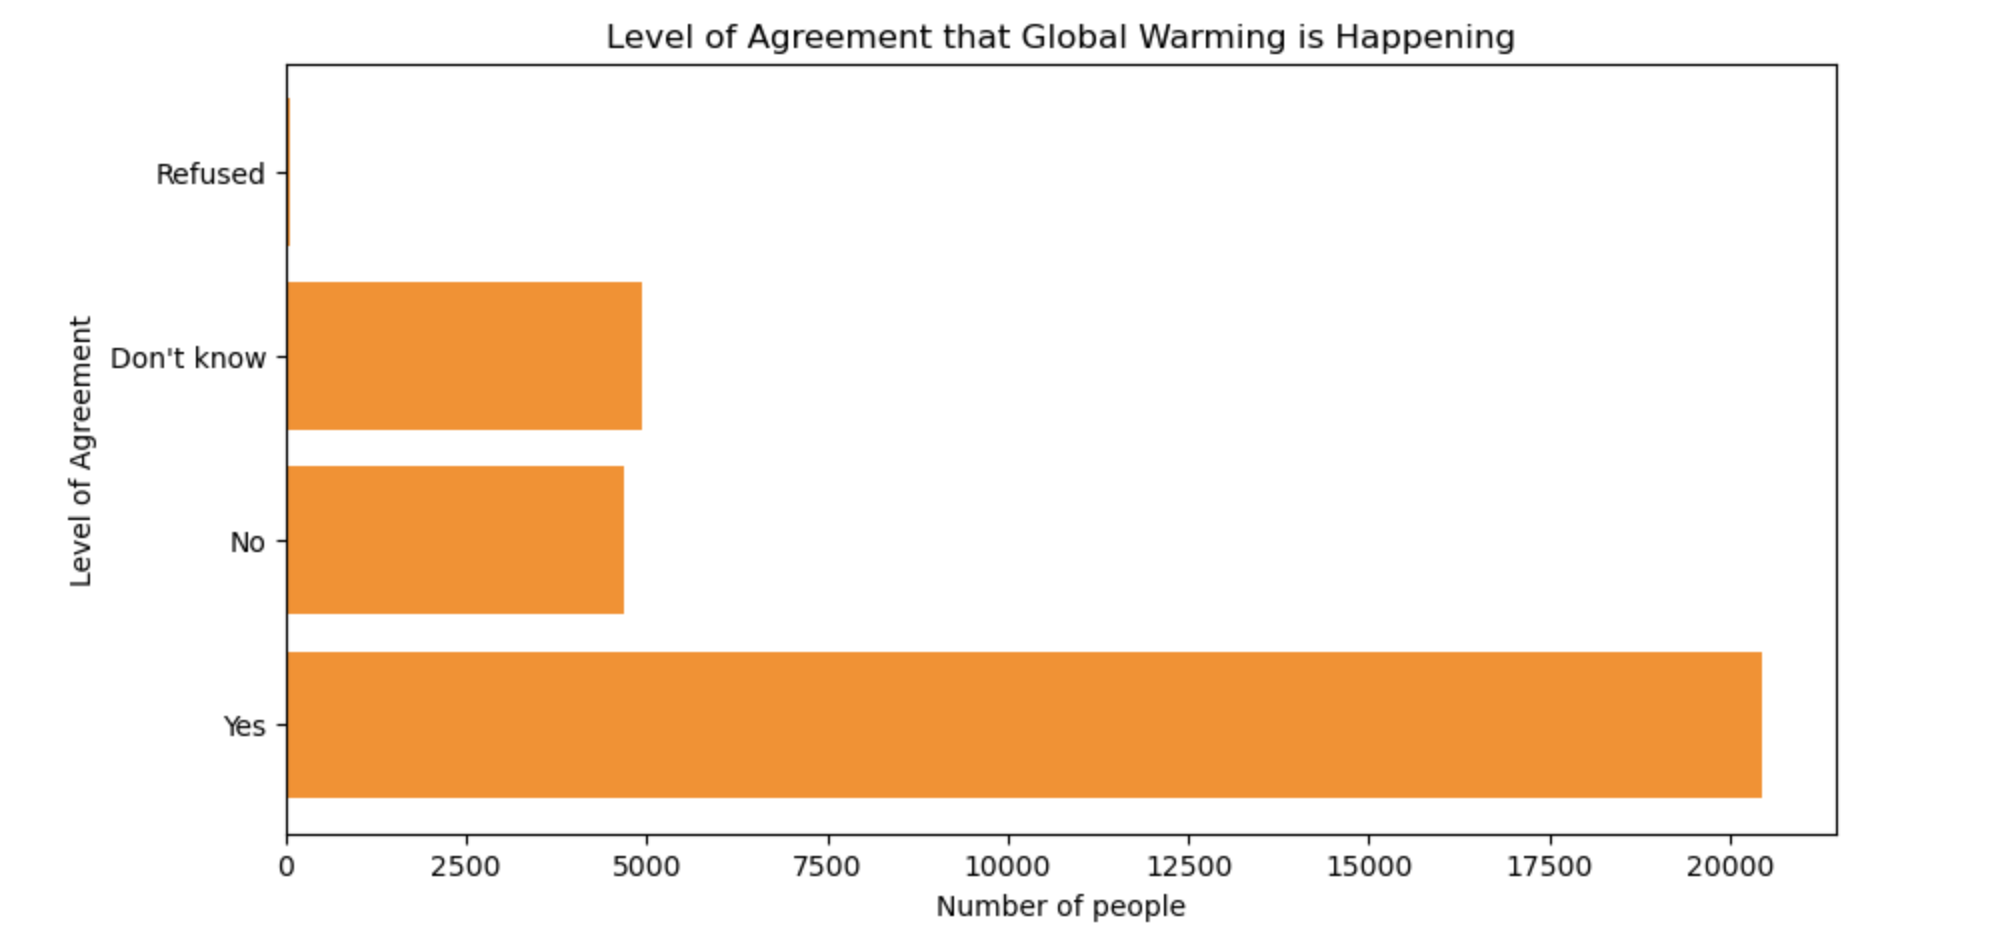 Level of Agreement that Global Warming is Happening
Level of Agreement
Refused
Don't know
No
Yes
0 2500 5000 7500 10000 12500 15000 17500 20000
Number of people